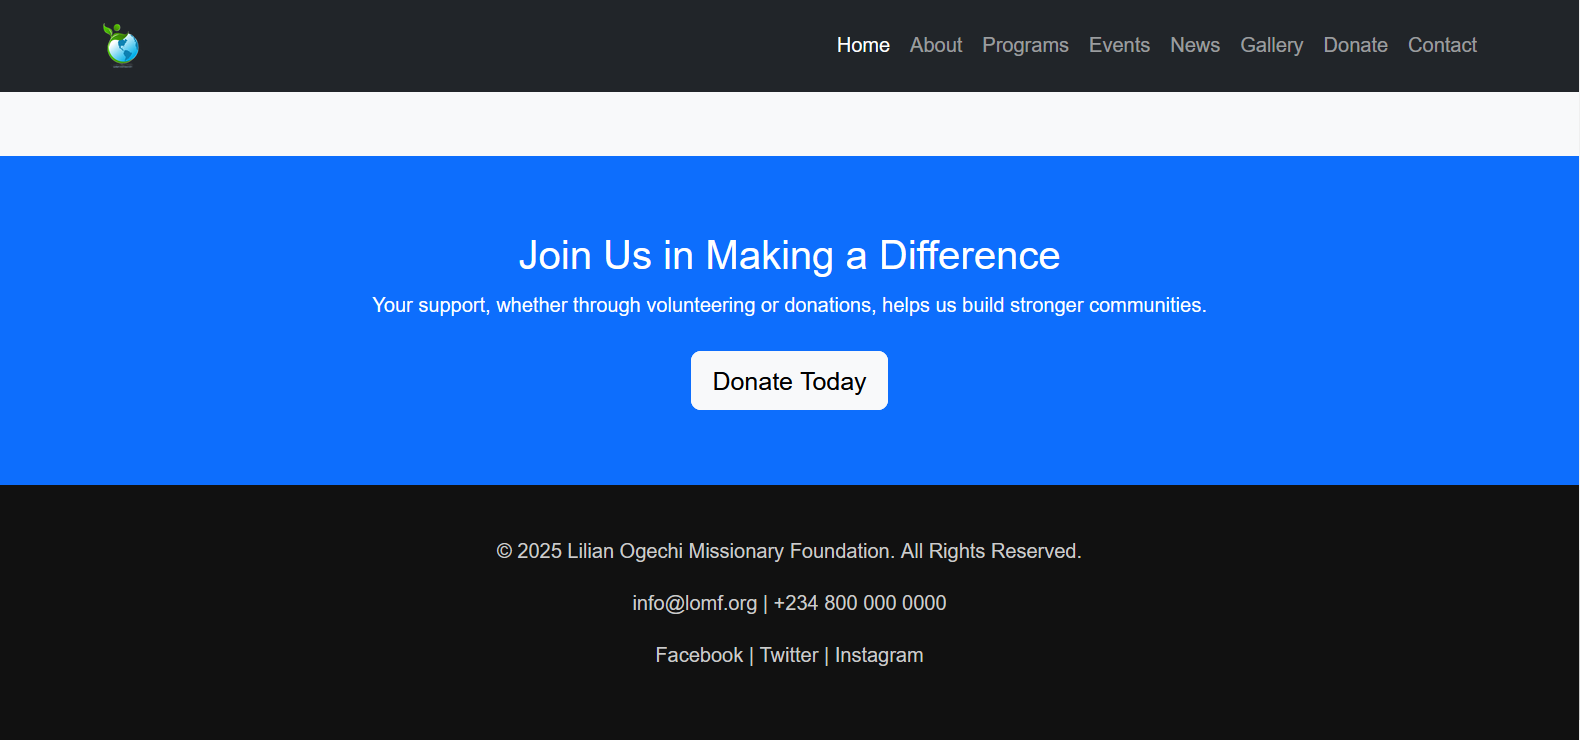 Home About Programs Events News Gallery Donate Contact
Join Us in Making a Difference
Your support, whether through volunteering or donations, helps us build stronger communities.
Donate Today
© 2025 Lilian Ogechi Missionary Foundation. All Rights Reserved.
info@lomf.org | +234 800 000 0000
Facebook | Twitter | Instagram